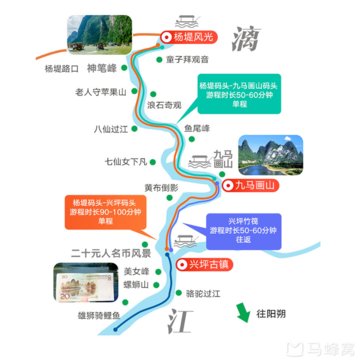 漓
杨堤风光
童子拜观音
杨堤路口
神笔峰
老人守苹果山
浪石奇观
杨堤码头-九马画山码头
游程时长50-60分钟
单程
八仙过江
鱼尾峰
七仙女下凡
九马
画山
九马画山
黄布倒影
杨堤码头-兴坪码头
游程时长90-100分钟
单程
兴坪竹筏
游程时长50-60分钟
往返
二十元人名币风景
兴坪古镇
美女峰
螺蛳山
骆驼过江
雄狮骑鲤鱼
江
往阳朔
马蜂窝